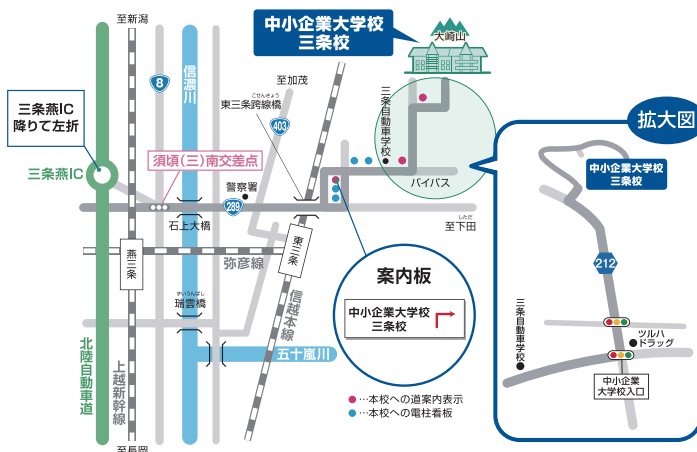 至新潟
中小企業大学校
三条校
大崎山
8
信濃川
至加茂
三条燕IC
降りて左折
こせんきょう
東三条跨線橋
403
三条自動車学校
拡大図
三条燕IC
須頃(三)南交差点
警察署
289
バイパス
石上大橋
しただ
至下田
燕三条
弥彦線
東三条
ずいうんばし
瑞雲橋
信越本線
五十嵐川
北陸自動車道
上越新幹線
至長岡
案内板
中小企業大学校
三条校
●…本校への道案内表示
●…本校への電柱看板
中小企業大学校
三条校
212
三条自動車学校
ツルハ
ドラッグ
中小企業
大学校入口